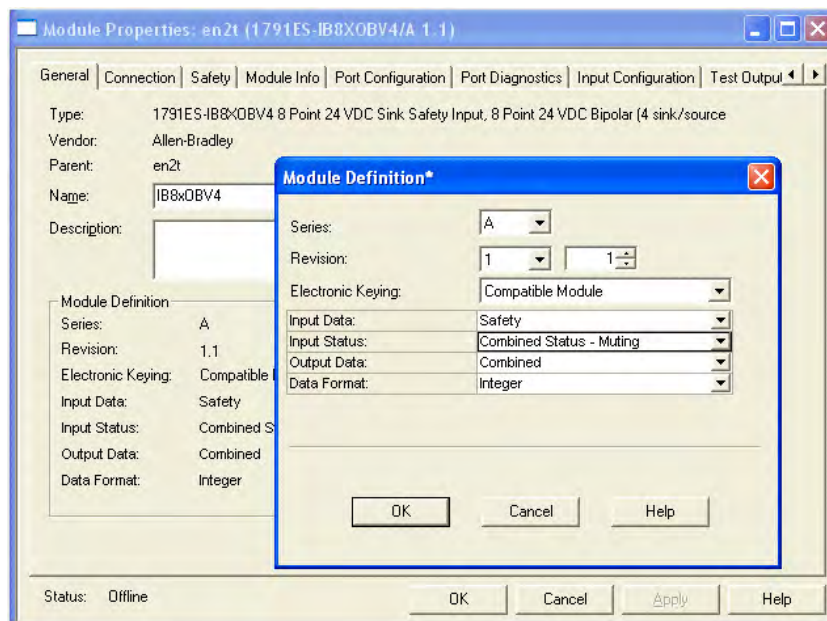 Module Properties: en2t (1791ES-IB8XOBV4/A 1.1)
General Connection Safety Module Info Port Configuration Port Diagnostics Input Configuration Test Output
Type: 1791ES-IB8XOBV4 8 Point 24 VDC Sink Safety Input, 8 Point 24 VDC Bipolar (4 sink/source
Vendor: Allen-Bradley
Parent: en2t
Name: IB8xOBV4
Description:
Module Definition
Series: A
Revision: 1.1
Electronic Keying: Compatible
Input Data: Safety
Input Status: Combined S
Output Data: Combined
Data Format: Integer
Status: Offline
OK Cancel Apply Help
Module Definition*
Series: A
Revision: 1 1
Electronic Keying: Compatible Module
Input Data: Safety
Input Status: Combined Status - Muting
Output Data: Combined
Data Format: Integer
OK Cancel Help